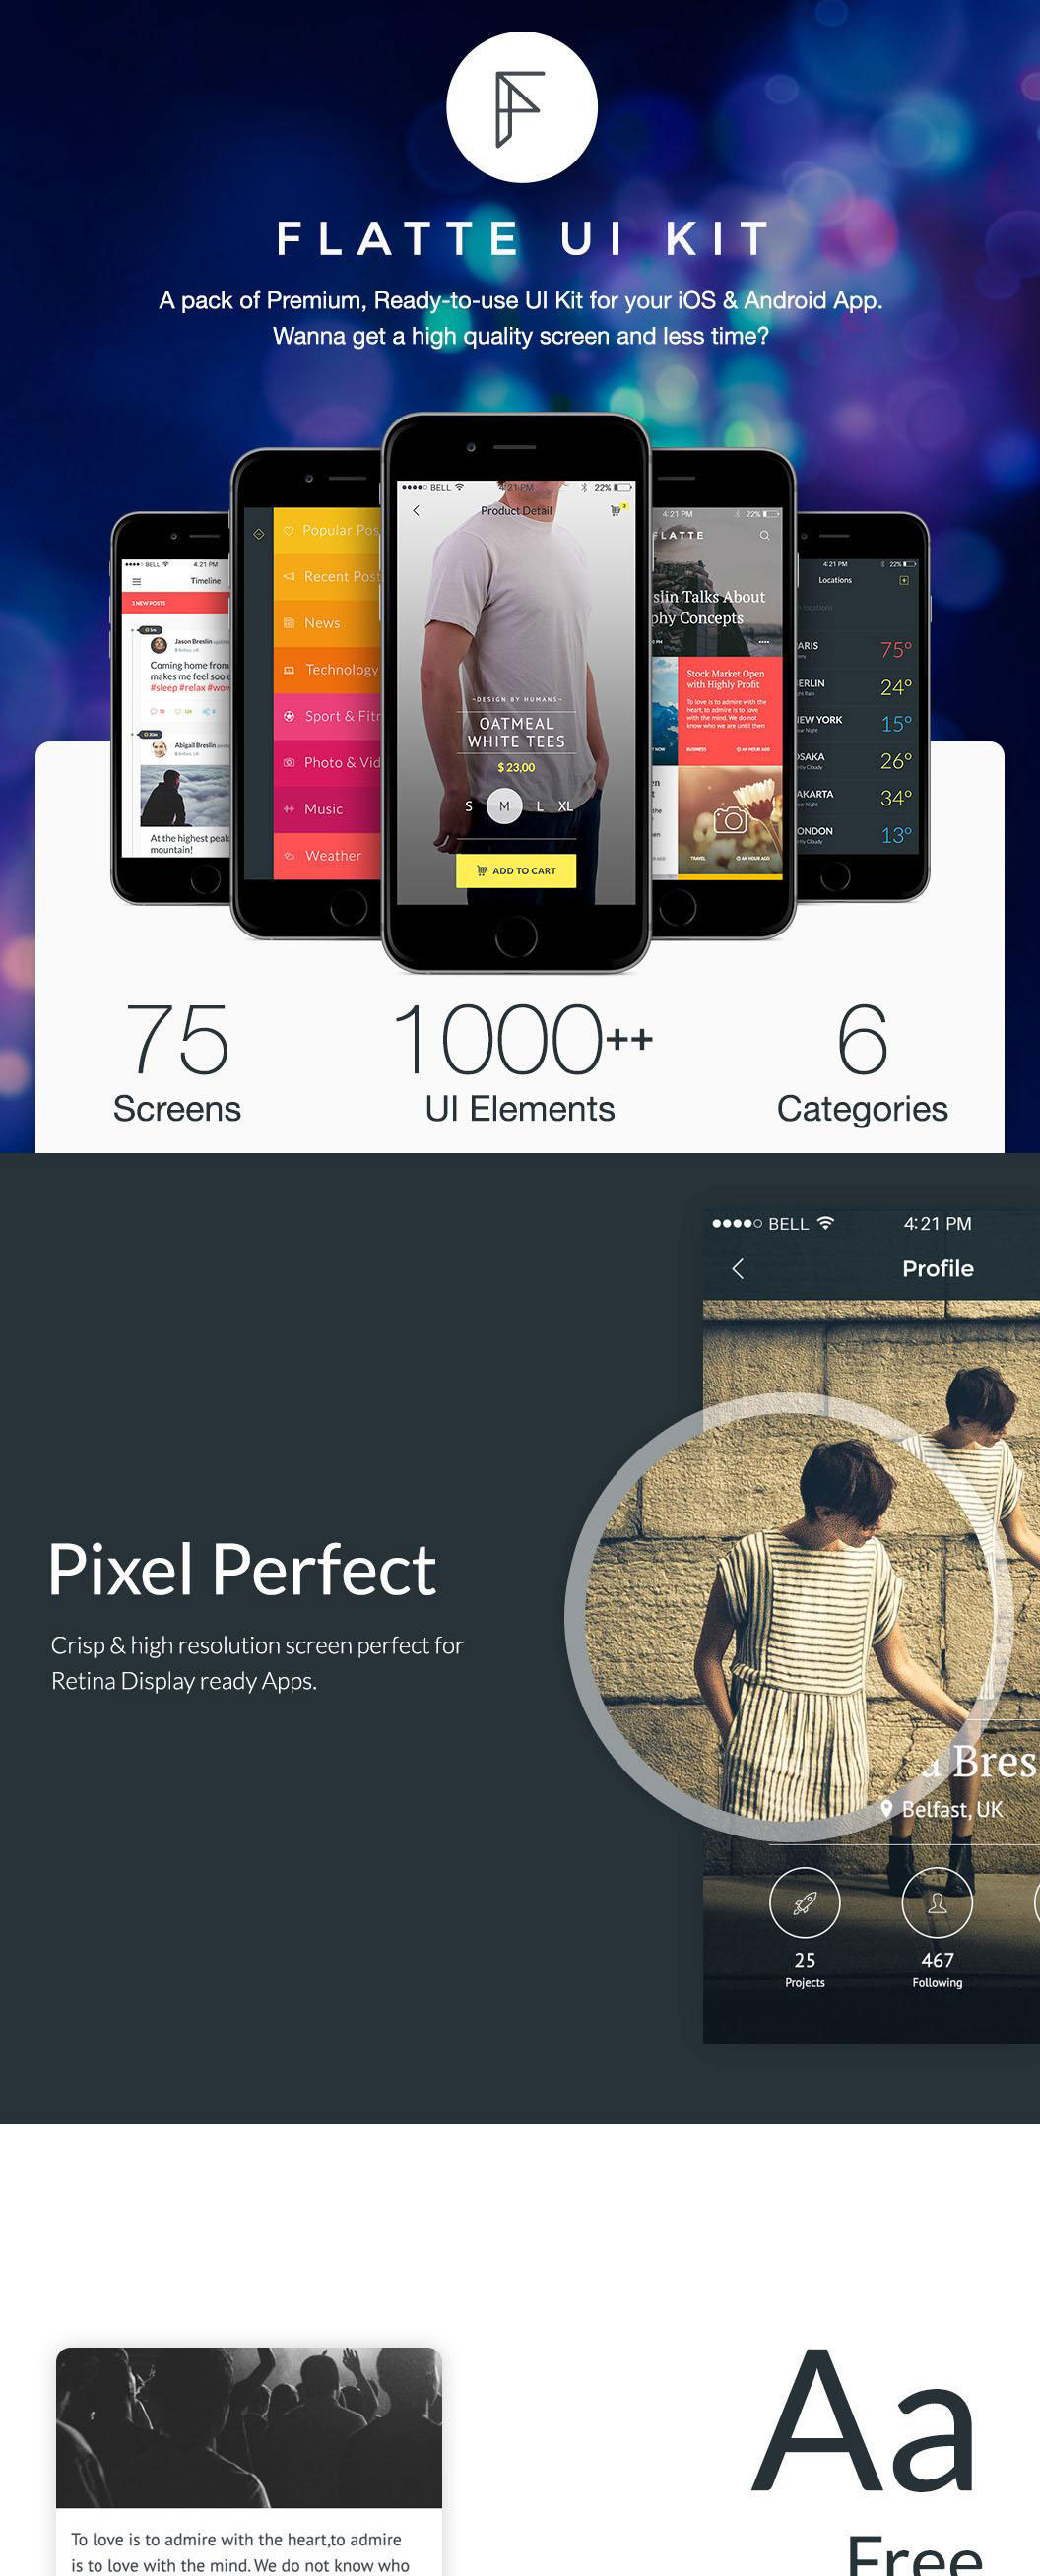 FLATTE UI KIT
A pack of Premium, Ready-to-use UI Kit for your iOS & Android App.
Wanna get a high quality screen and less time?
BELL 4:21 PM
Timeline
3 NEW POSTS
5m
Jason Breslin
Belfast, UK
Coming home from
makes me feel soo
#sleep #relax #wow
Abigail Breslin
Belfast, UK
At the highest peak
mountain!
Popular Pos
Recent Post
News
Technology
Sport & Fitn
Photo & Vid
Music
Weather
BELL 4:21 PM 22%
Product Detail
-DESIGN BY HUMANS-
OATMEAL
WHITE TEES
$23,00
S M L XL
ADD TO CART
4:21 PM 22%
FLATTE
slin Talks About
phy Concepts
Stock Market Open
with Highly Profit
To love is to admire with the
heart, to admire is to love
with the mind. We do not
know who we are until then
BUSINESS AN HOUR AGO
TRAVEL AN HOUR AGO
4:21 PM 22%
Locations
locations
ARIS 75°
ERLIN 24°
EW YORK 15°
OSAKA 26°
AKARTA 34°
ONDON 13°
75
Screens
1000++
UI Elements
6
Categories
BELL 4:21 PM
Profile
Pixel Perfect
Crisp & high resolution screen perfect for
Retina Display ready Apps.
a Bres
Belfast, UK
25
Projects
467
Following
Aa
Free
To love is to admire with the heart,to admire
is to love with the mind. We do not know who